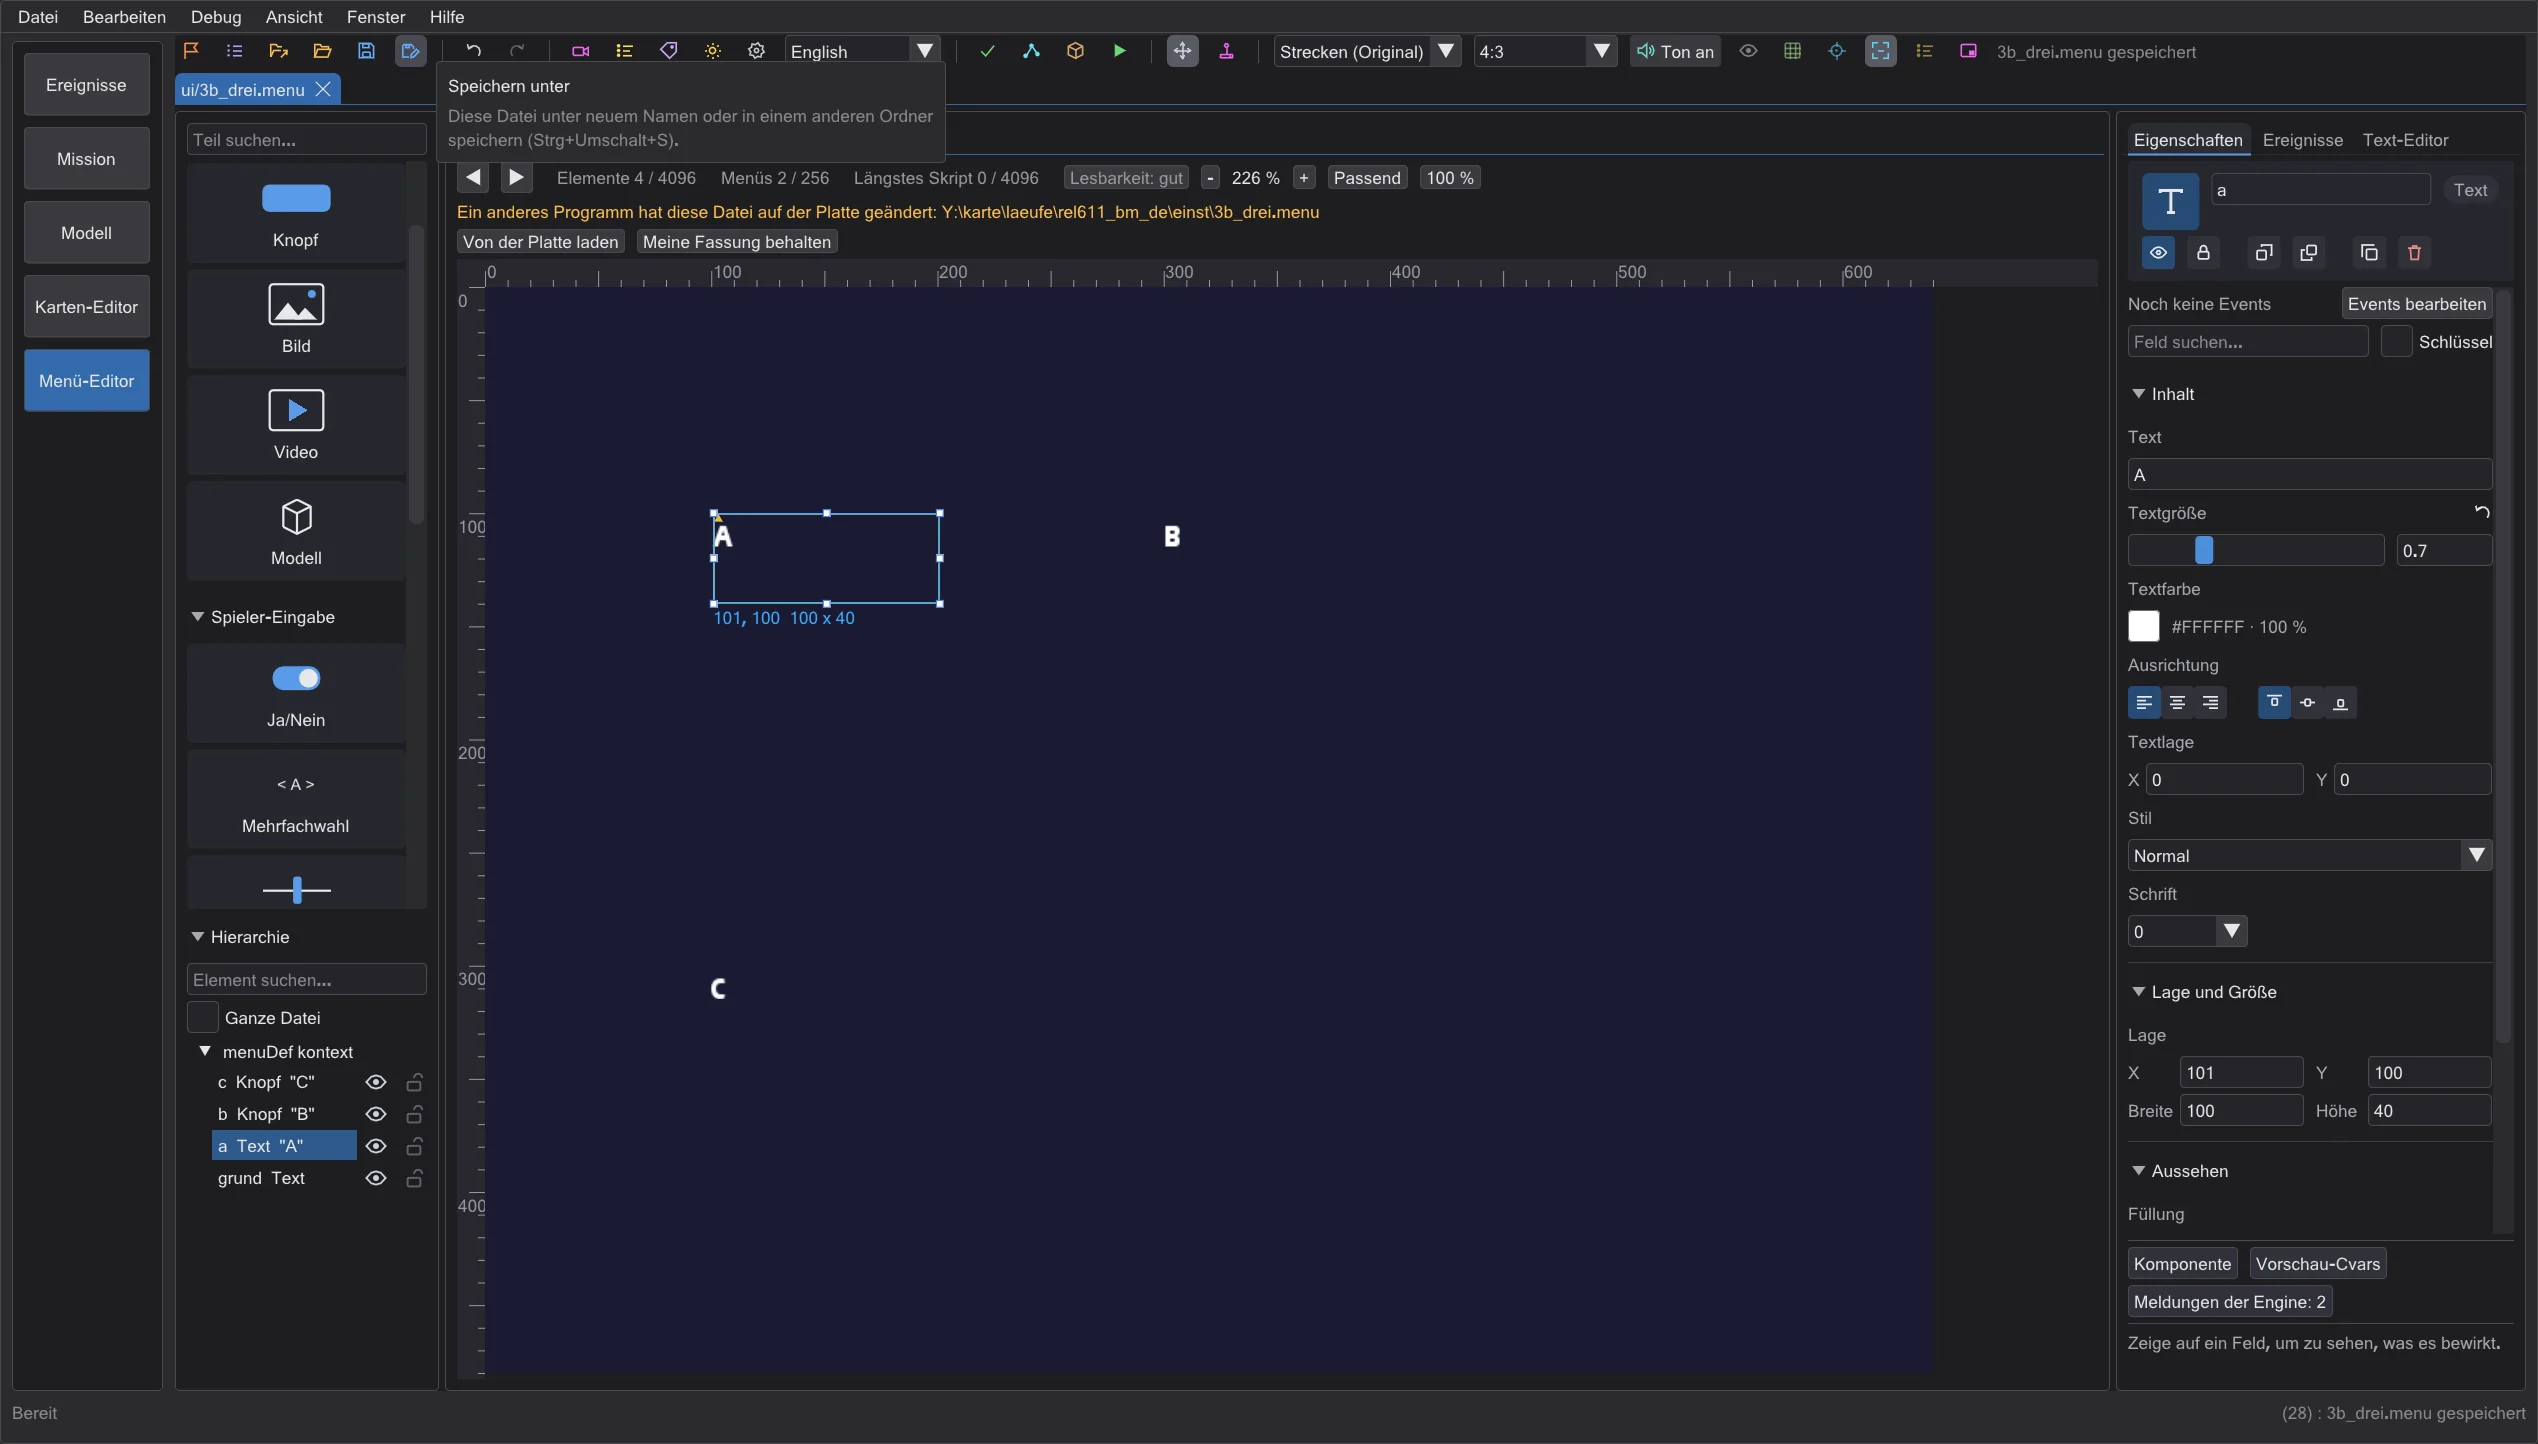 Datei Bearbeiten Debug Ansicht Fenster Hilfe
English
Strecken (Original)
4:3
Ton an
3b_drei.menu gespeichert
Ereignisse
Mission
Modell
Karten-Editor
Menü-Editor
ui/3b_drei.menu
Speichern unter
Diese Datei unter neuem Namen oder in einem anderen Ordner
speichern (Strg+Umschalt+S).
Teil suchen...
Knopf
Bild
Video
Modell
Spieler-Eingabe
Ja/Nein
< A >
Mehrfachwahl
Hierarchie
Element suchen...
Ganze Datei
menuDef kontext
c Knopf "C"
b Knopf "B"
a Text "A"
grund Text
Elemente 4 / 4096 Menüs 2 / 256 Längstes Skript 0 / 4096 Lesbarkeit: gut - 226 % + Passend 100 %
Ein anderes Programm hat diese Datei auf der Platte geändert: Y:\karte\laeufe\rel611_bm_de\einst\3b_drei.menu
Von der Platte laden Meine Fassung behalten
0 100 200 300 400 500 600
0
100
200
300
400
A
B
101, 100 100 x 40
C
Eigenschaften Ereignisse Text-Editor
T a Text
Noch keine Events Events bearbeiten
Feld suchen... Schlüssel
Inhalt
Text
A
Textgröße
0.7
Textfarbe
#FFFFFF · 100 %
Ausrichtung
Textlage
X 0 Y 0
Stil
Normal
Schrift
0
Lage und Größe
Lage
X 101 Y 100
Breite 100 Höhe 40
Aussehen
Füllung
Komponente Vorschau-Cvars
Meldungen der Engine: 2
Zeige auf ein Feld, um zu sehen, was es bewirkt.
Bereit
(28) : 3b_drei.menu gespeichert